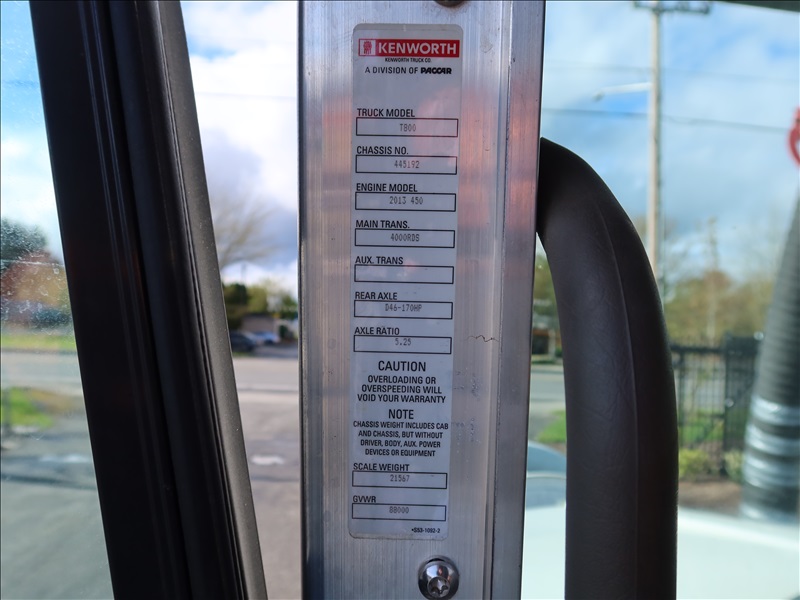 KENWORTH
KENWORTH TRUCK CO.
A DIVISION OF PACCAR
TRUCK MODEL
T800
CHASSIS NO.
445192
ENGINE MODEL
2013 450
MAIN TRANS.
4000RDS
AUX. TRANS
REAR AXLE
D46-170HP
AXLE RATIO
5.25
CAUTION
OVERLOADING OR
OVERSPEEDING WILL
VOID YOUR WARRANTY
NOTE
CHASSIS WEIGHT INCLUDES CAB
AND CHASSIS, BUT WITHOUT
DRIVER, BODY, AUX. POWER
DEVICES OR EQUIPMENT
SCALE WEIGHT
21567
GVWR
88000